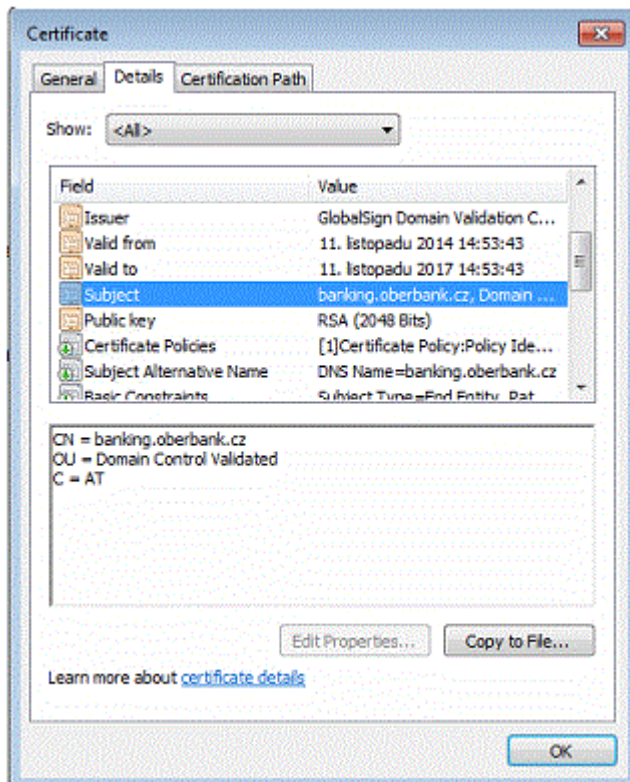 Certificate
General Details Certification Path
Show: <All>
Field Value
Issuer GlobalSign Domain Validation C...
Valid from 11. listopadu 2014 14:53:43
Valid to 11. listopadu 2017 14:53:43
Subject banking.oberbank.cz, Domain ...
Public key RSA (2048 Bits)
Certificate Policies [1]Certificate Policy:Policy Ide...
Subject Alternative Name DNS Name=banking.oberbank.cz
Basic Constraints Subject Type=End Entity, Pat
CN = banking.oberbank.cz
OU = Domain Control Validated
C = AT
Edit Properties... Copy to File...
Learn more about certificate details
OK